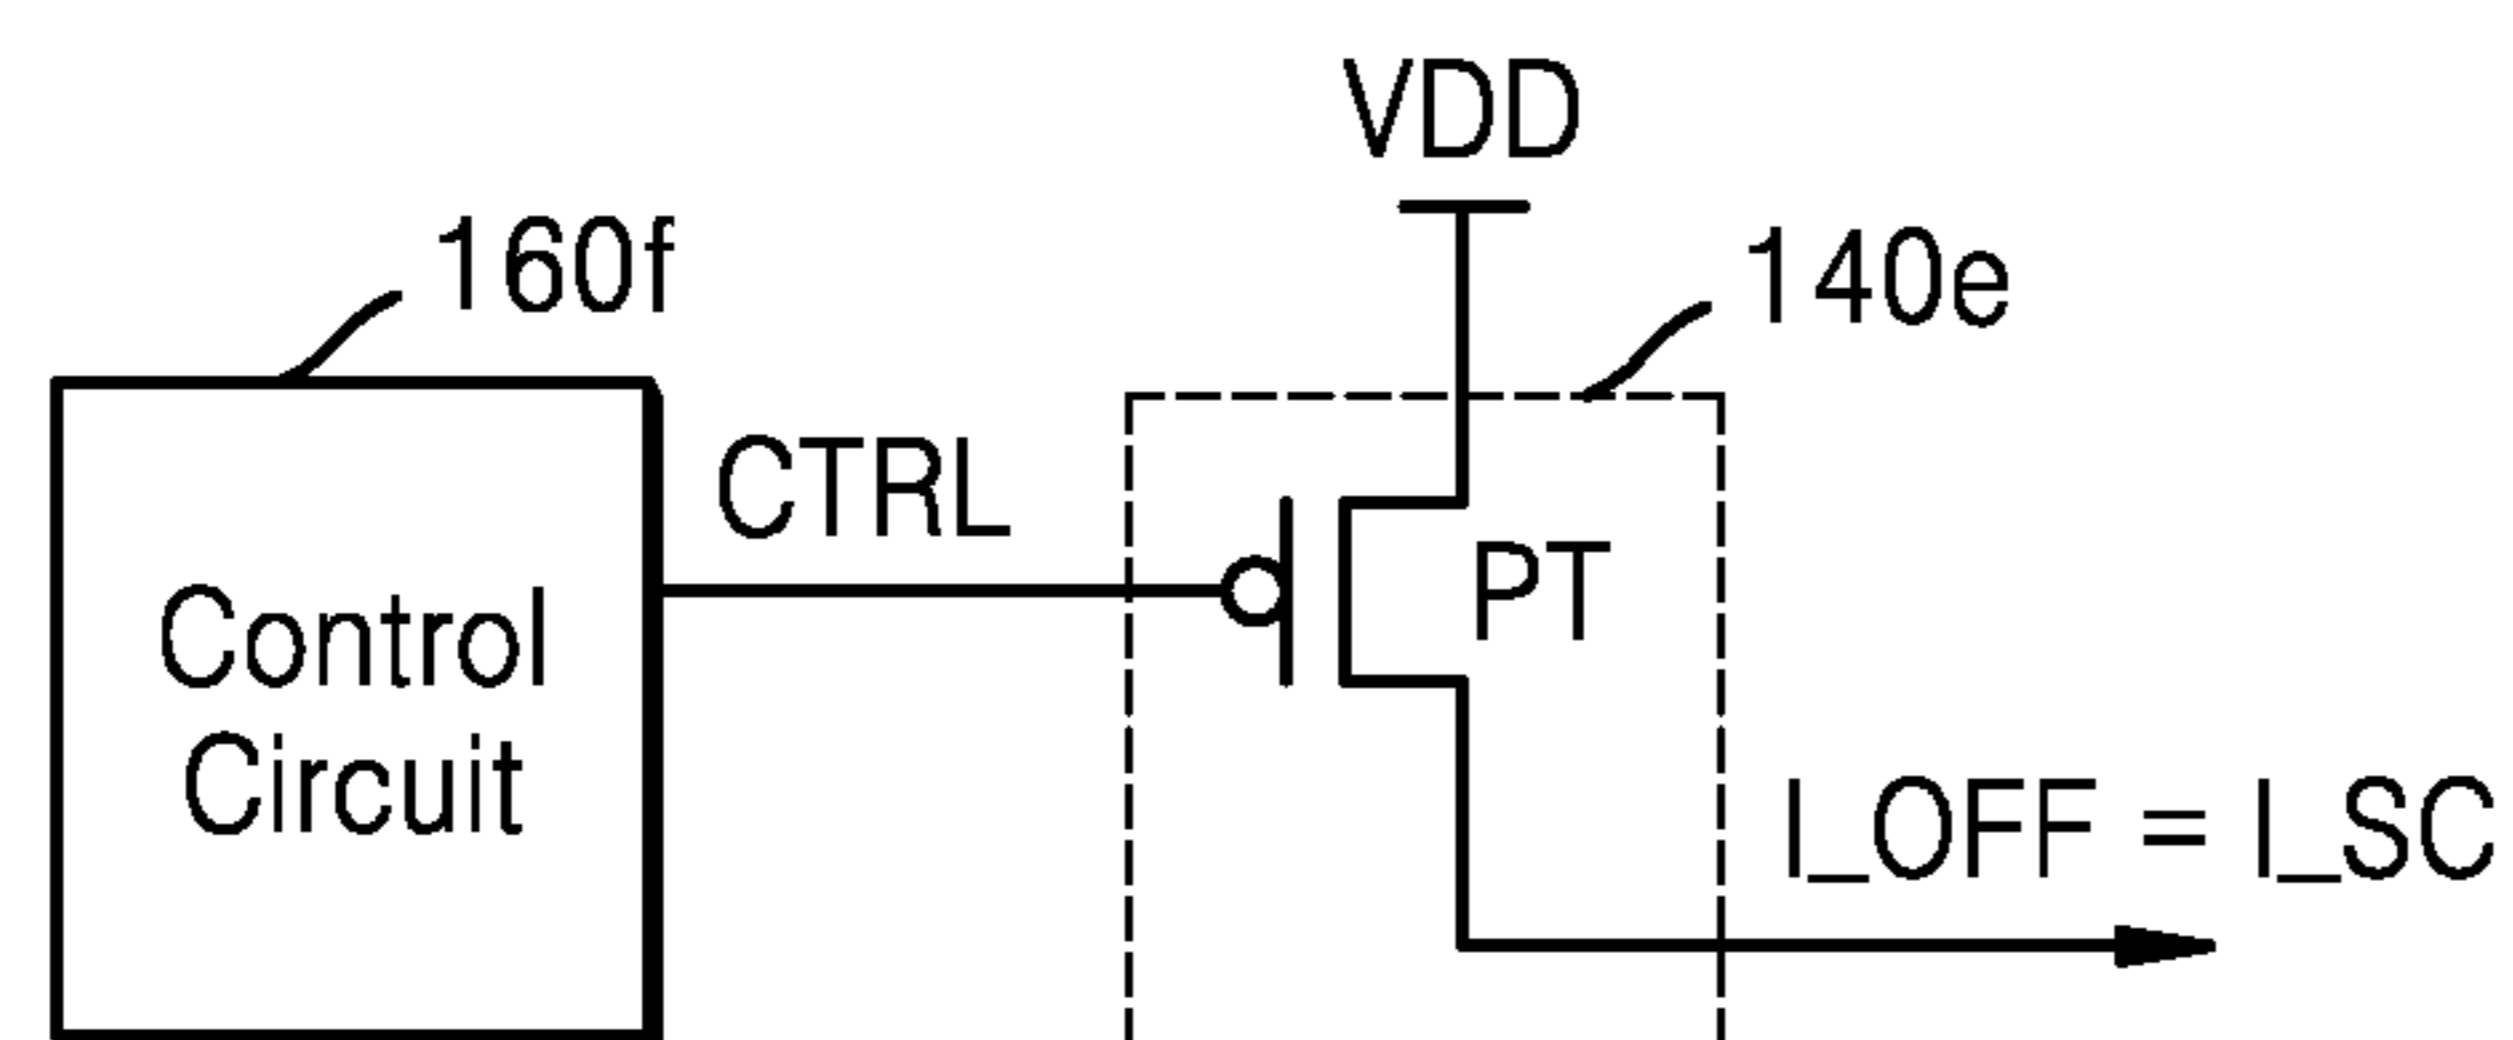 VDD
160f
140e
CTRL
PT
Control
Circuit
I_OFF = I_SC